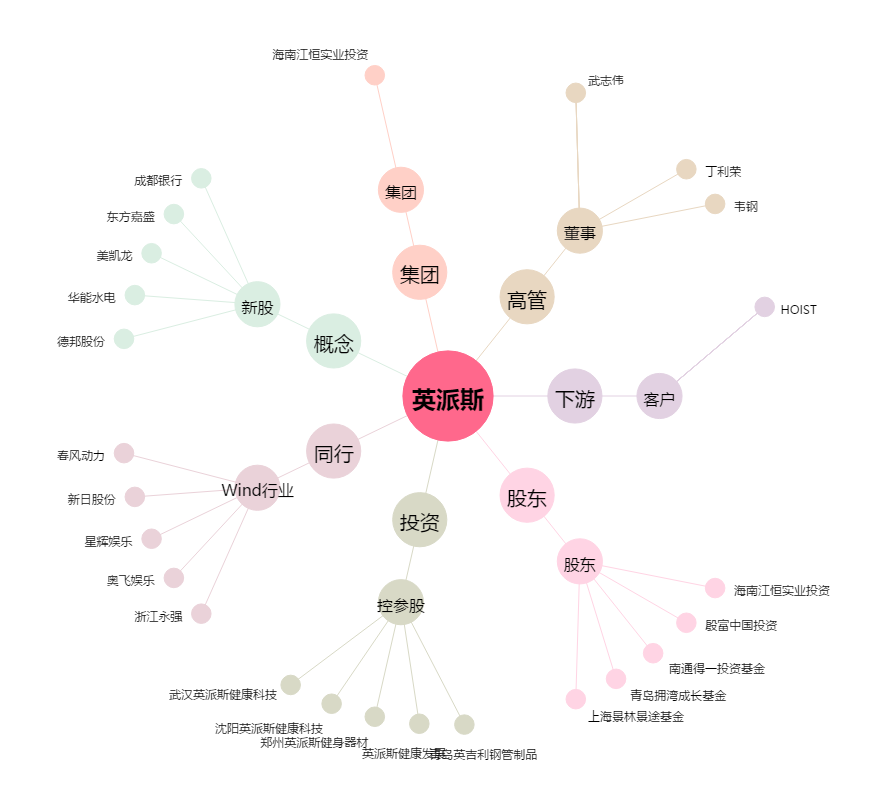 海南江恒实业投资
武志伟
丁利荣
成都银行
集团
韦钢
东方嘉盛
董事
美凯龙
集团
高管
华能水电
新股
HOIST
德邦股份
概念
英派斯
下游
客户
春风动力
同行
Wind行业
新日股份
股东
投资
星辉娱乐
股东
奥飞娱乐
海南江恒实业投资
控参股
浙江永强
殷富中国投资
南通得一投资基金
武汉英派斯健康科技
青岛拥湾成长基金
上海景林景途基金
沈阳英派斯健康科技
郑州英派斯健身器材
英派斯健康发展
青岛英吉利钢管制品